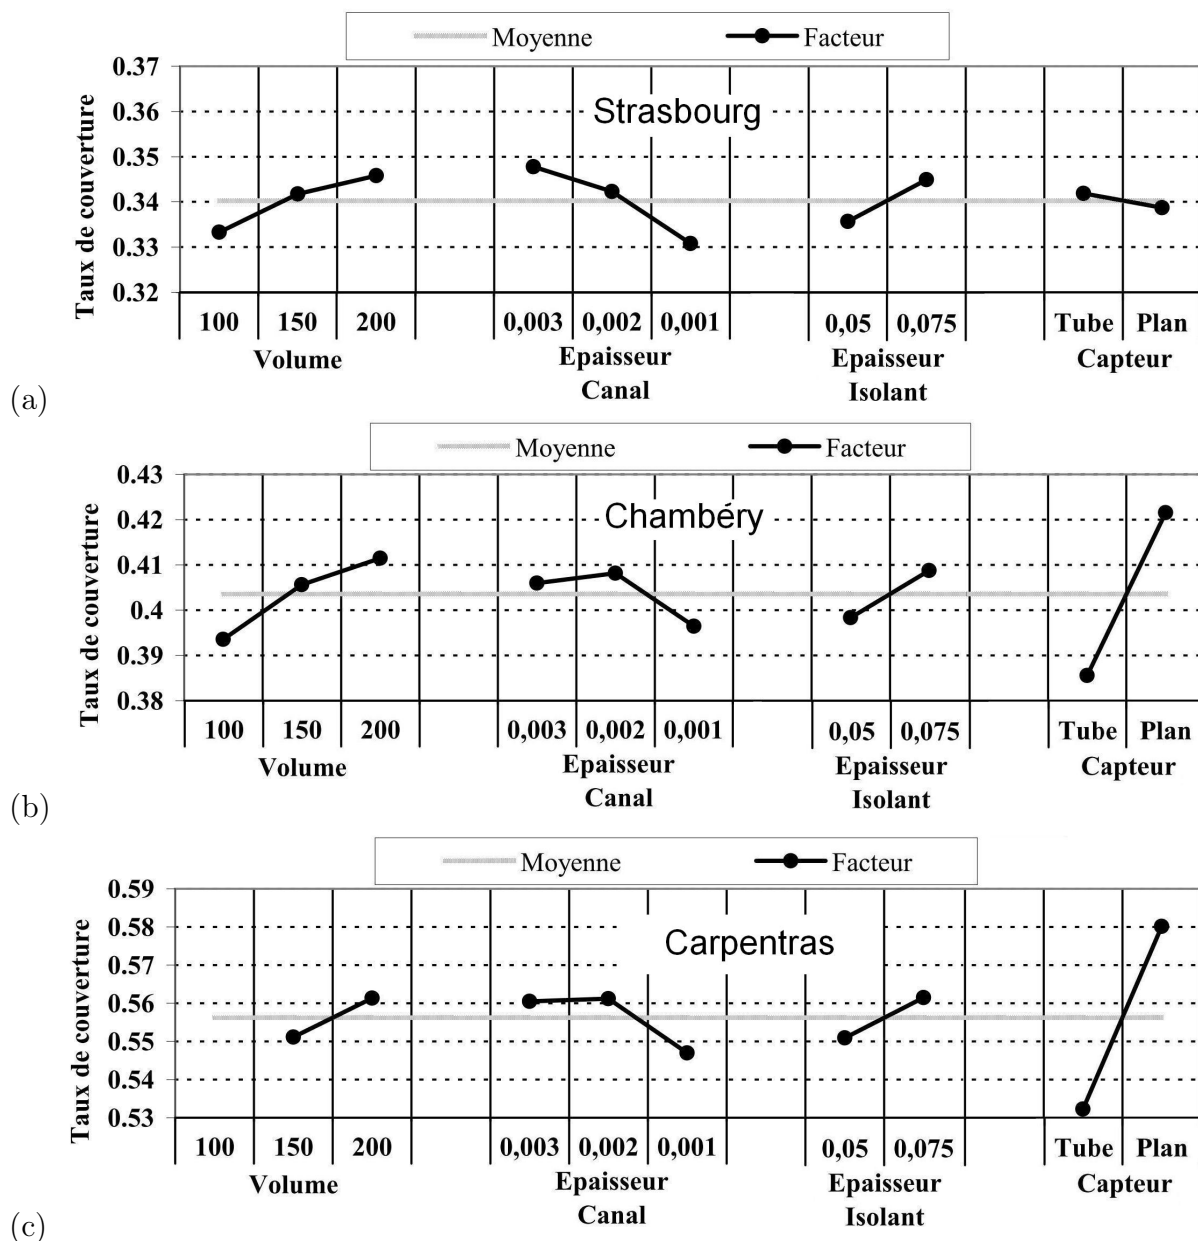 Moyenne Facteur
0.37
0.36
0.35
0.34
0.33
0.32
Taux de couverture
Strasbourg
100 150 200 0,003 0,002 0,001 0,05 0,075 Tube Plan
Volume Epaisseur Epaisseur Capteur
Canal Isolant
(a)
Moyenne Facteur
0.43
0.42
0.41
0.4
0.39
0.38
Taux de couverture
Chambéry
100 150 200 0,003 0,002 0,001 0,05 0,075 Tube Plan
Volume Epaisseur Epaisseur Capteur
Canal Isolant
(b)
Moyenne Facteur
0.59
0.58
0.57
0.56
0.55
0.54
0.53
Taux de couverture
Carpentras
100 150 200 0,003 0,002 0,001 0,05 0,075 Tube Plan
Volume Epaisseur Epaisseur Capteur
Canal Isolant
(c)